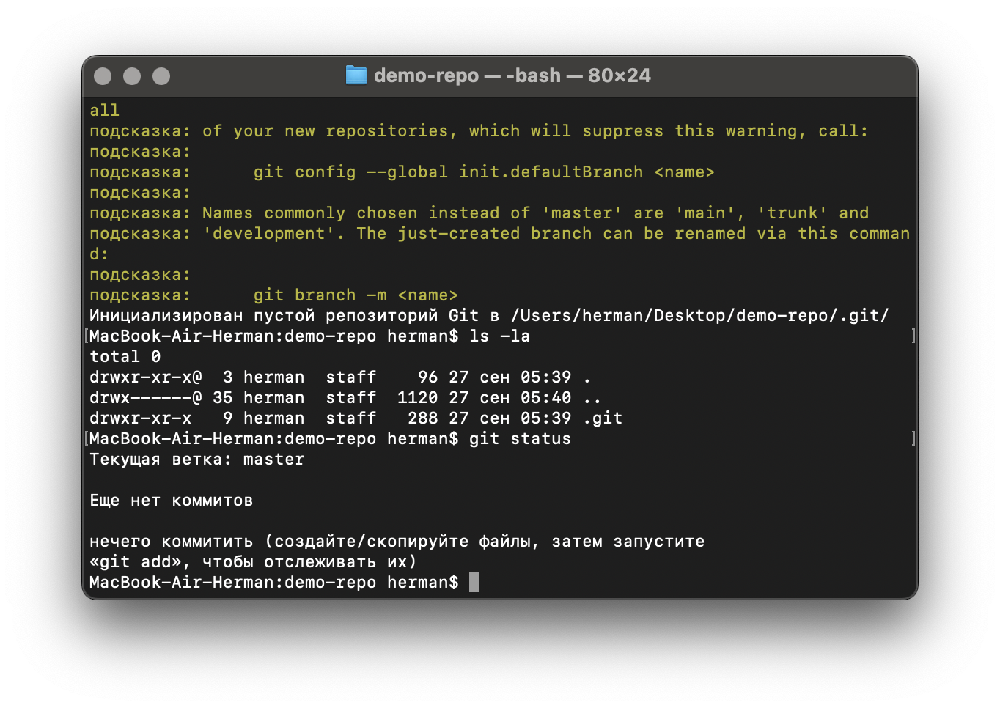 demo-repo — -bash — 80×24
all
подсказка: of your new repositories, which will suppress this warning, call:
подсказка:
подсказка:      git config --global init.defaultBranch <name>
подсказка:
подсказка: Names commonly chosen instead of 'master' are 'main', 'trunk' and
подсказка: 'development'. The just-created branch can be renamed via this comman
d:
подсказка:
подсказка:      git branch -m <name>
Инициализирован пустой репозиторий Git в /Users/herman/Desktop/demo-repo/.git/
[MacBook-Air-Herman:demo-repo herman$ ls -la ]
total 0
drwxr-xr-x@  3 herman  staff    96 27 сен 05:39 .
drwx------@ 35 herman  staff  1120 27 сен 05:40 ..
drwxr-xr-x   9 herman  staff   288 27 сен 05:39 .git
[MacBook-Air-Herman:demo-repo herman$ git status ]
Текущая ветка: master
Еще нет коммитов
нечего коммитить (создайте/скопируйте файлы, затем запустите
«git add», чтобы отслеживать их)
MacBook-Air-Herman:demo-repo herman$